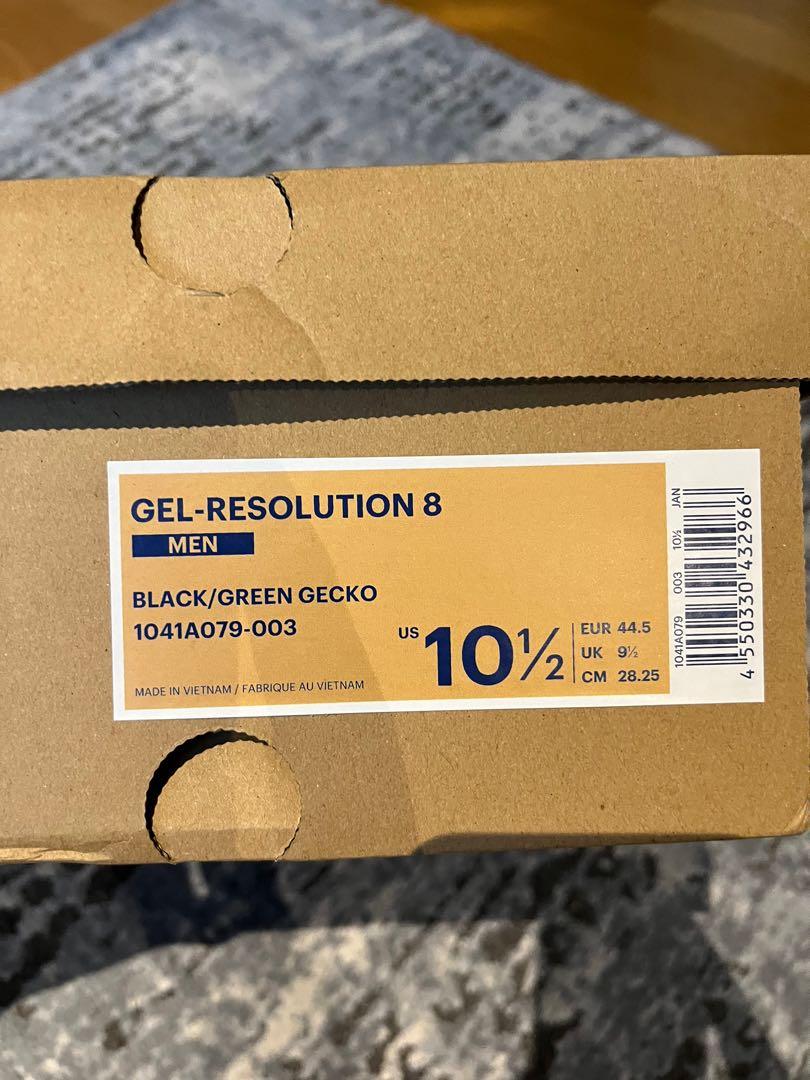 GEL-RESOLUTION 8
MEN
BLACK/GREEN GECKO
1041A079-003
US 10½
EUR 44.5
UK 9½
CM 28.25
MADE IN VIETNAM / FABRIQUE AU VIETNAM
1041A079 003 10½ JAN
4 550330 432966